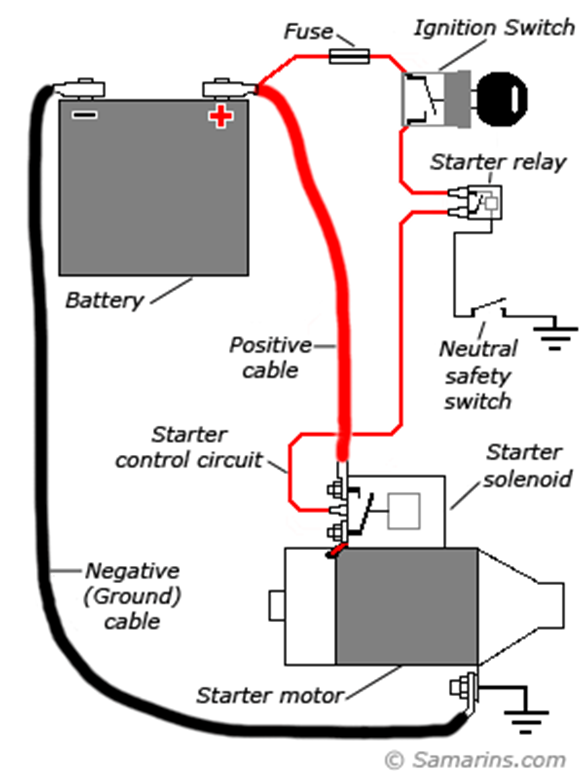 Fuse
Ignition Switch
−
+
Starter relay
Battery
Positive
cable
Neutral
safety
switch
Starter
control circuit
Starter
solenoid
Negative
(Ground)
cable
Starter motor
© Samarins.com